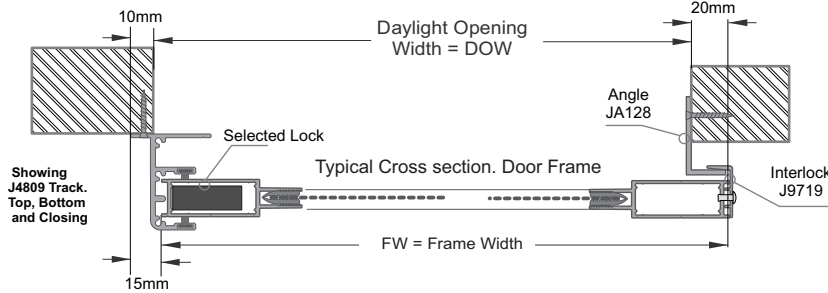 10mm
20mm
Daylight Opening
Width = DOW
Angle
JA128
Selected Lock
Typical Cross section. Door Frame
Showing
J4809 Track.
Top, Bottom
and Closing
Interlock
J9719
FW = Frame Width
15mm